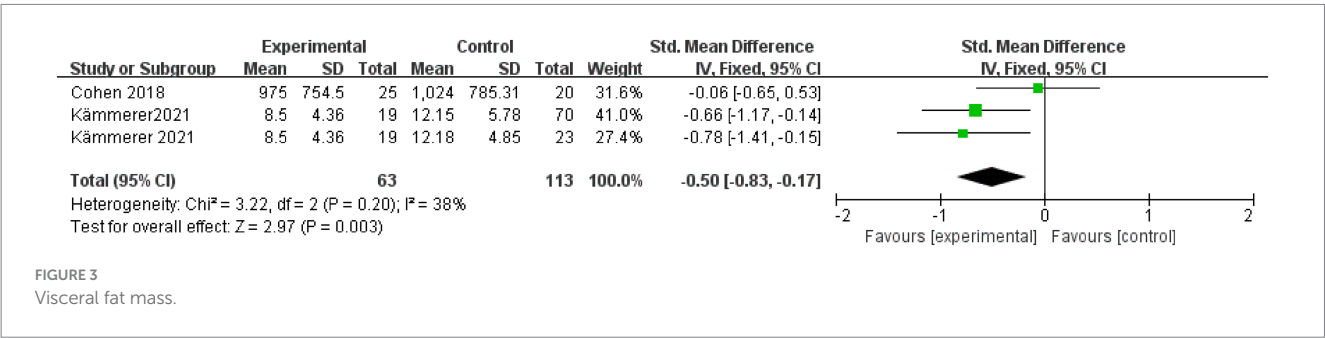 Experimental Control Std. Mean Difference Std. Mean Difference
Study or Subgroup Mean SD Total Mean SD Total Weight IV, Fixed, 95% CI IV, Fixed, 95% CI
Cohen 2018 975 754.5 25 1,024 785.31 20 31.6% -0.06 [-0.65, 0.53]
Kämmerer2021 8.5 4.36 19 12.15 5.78 70 41.0% -0.66 [-1.17, -0.14]
Kämmerer 2021 8.5 4.36 19 12.18 4.85 23 27.4% -0.78 [-1.41, -0.15]
Total (95% CI) 63 113 100.0% -0.50 [-0.83, -0.17]
Heterogeneity: Chi² = 3.22, df = 2 (P = 0.20); I² = 38%
Test for overall effect: Z = 2.97 (P = 0.003)
-2 -1 0 1 2
Favours [experimental] Favours [control]
FIGURE 3
Visceral fat mass.